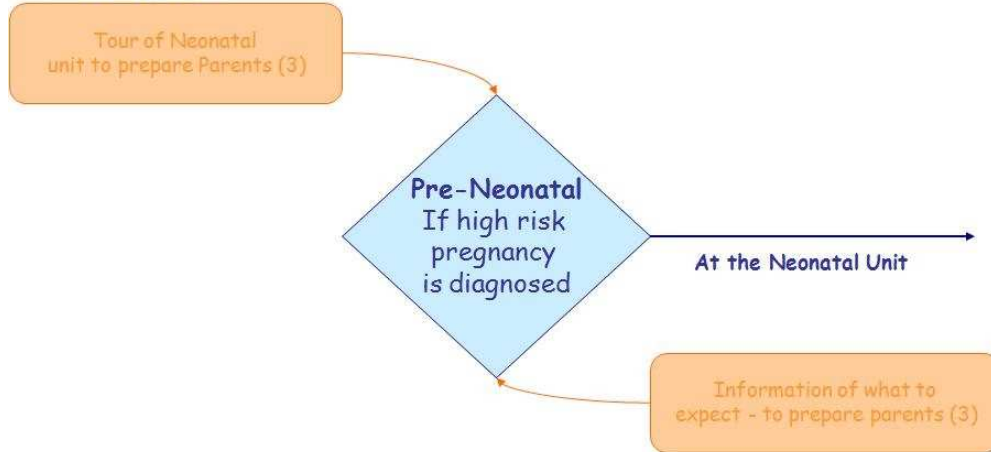 Tour of Neonatal
unit to prepare Parents (3)
Pre-Neonatal
If high risk
pregnancy
is diagnosed
At the Neonatal Unit
Information of what to
expect - to prepare parents (3)